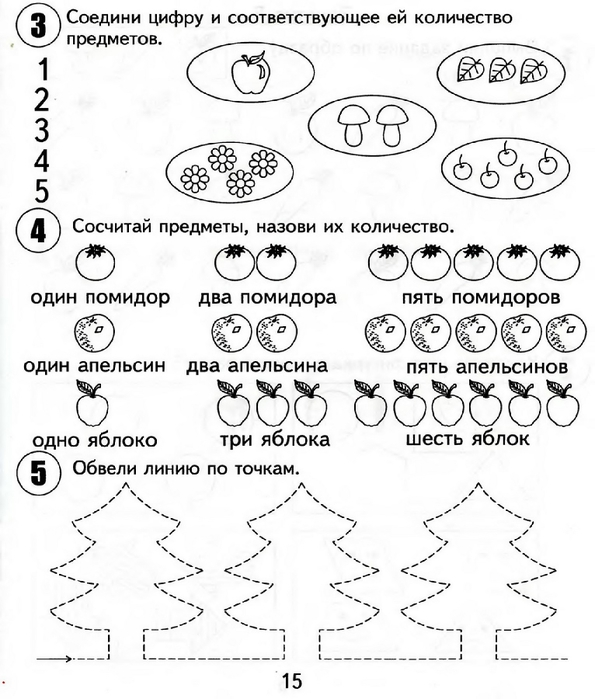 3 Соедини цифру и соответствующее ей количество
предметов.
1
2
3
4
5
4 Сосчитай предметы, назови их количество.
один помидор два помидора пять помидоров
один апельсин два апельсина пять апельсинов
одно яблоко три яблока шесть яблок
5 Обвели линию по точкам.
15